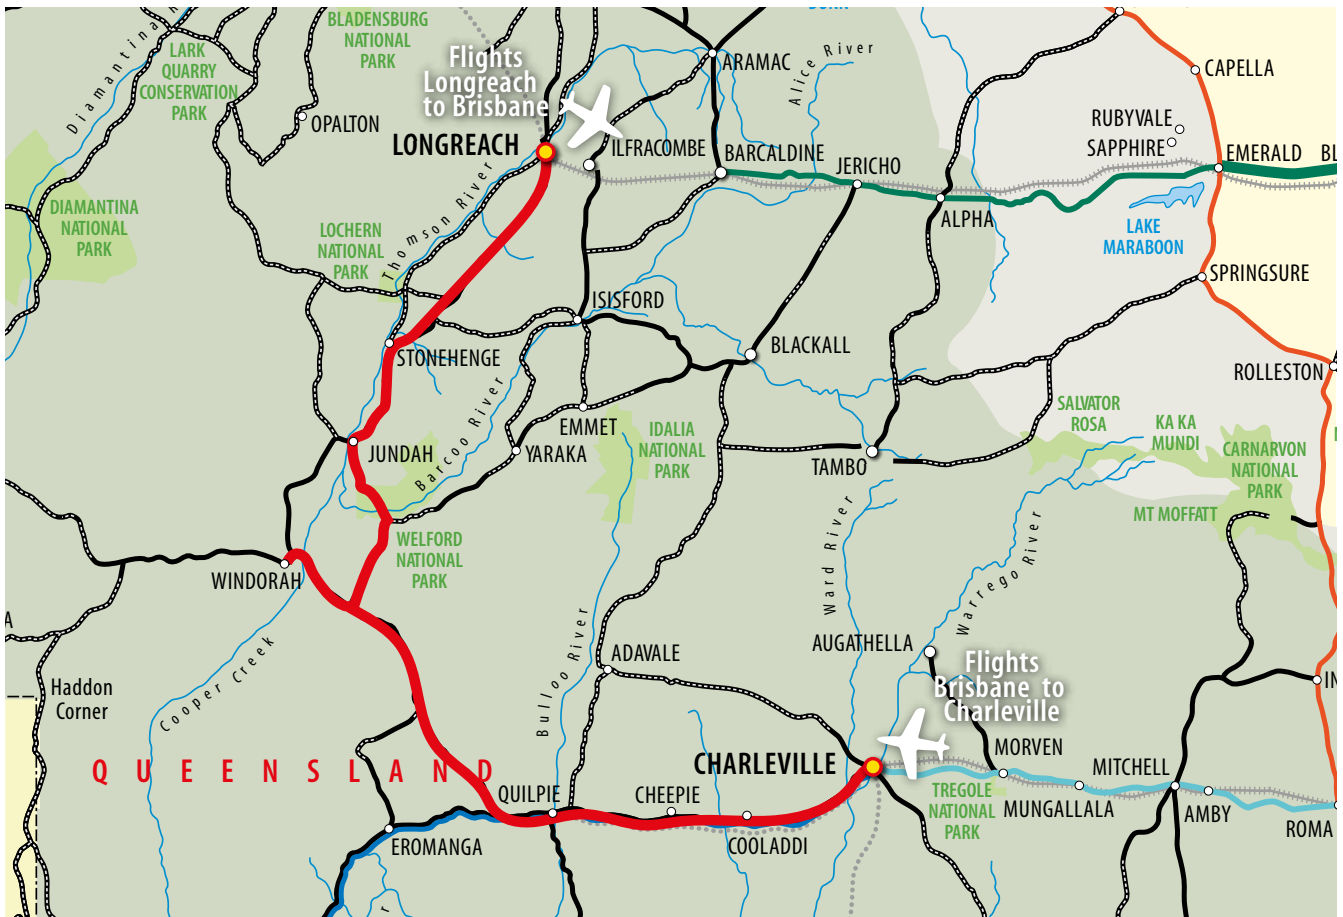 BLADENSBURG
NATIONAL
PARK
Diamantina
LARK
QUARRY
CONSERVATION
PARK
OPALTON
Flights
Longreach
to Brisbane
LONGREACH
ILFRACOMBE
ARAMAC
Alice River
BARCALDINE
JERICHO
ALPHA
CAPELLA
RUBYVALE
SAPPHIRE
EMERALD
BL
LAKE
MARABOON
SPRINGSURE
ROLLESTON
DIAMANTINA
NATIONAL
PARK
LOCHERN
NATIONAL
PARK
Thomson River
ISISFORD
STONEHENGE
BLACKALL
Barcoo River
EMMET
YARAKA
IDALIA
NATIONAL
PARK
JUNDAH
TAMBO
SALVATOR
ROSA
KA KA
MUNDI
CARNARVON
NATIONAL
PARK
MT MOFFATT
WELFORD
NATIONAL
PARK
WINDORAH
Ward River
Warrego River
Cooper Creek
Bulloo River
ADAVALE
AUGATHELLA
Flights
Brisbane to
Charleville
Haddon
Corner
QUEENSLAND
CHARLEVILLE
MORVEN
MITCHELL
QUILPIE
CHEEPIE
COOLADDI
TREGOLE
NATIONAL
PARK
MUNGALLALA
AMBY
ROMA
EROMANGA